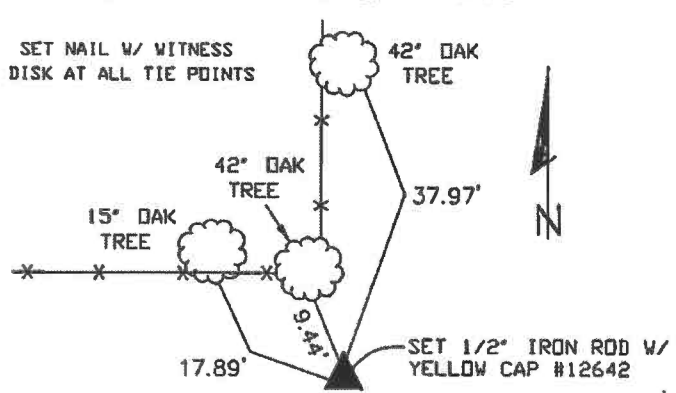 SET NAIL W/ WITNESS
DISK AT ALL TIE POINTS
42" OAK
TREE
42" OAK
TREE
15" OAK
TREE
37.97'
N
9.44'
17.89'
SET 1/2" IRON ROD W/
YELLOW CAP #12642